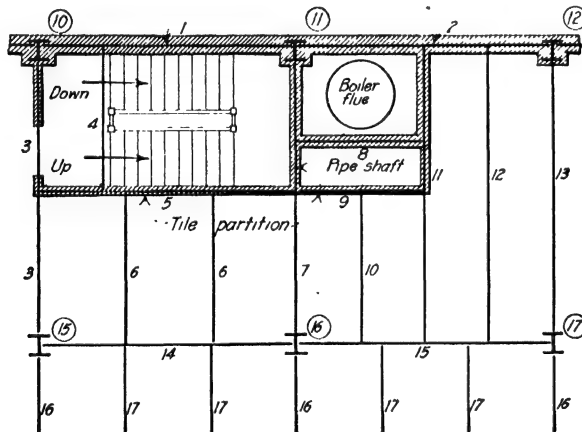 10 1 11 2 12
Down
Boiler
flue
4
3
Up
8
Pipe shaft
11 12 13
5 9
Tile partition
3 6 6 7 10
15 16 17
14 15
16 17 17 16 17 17 16